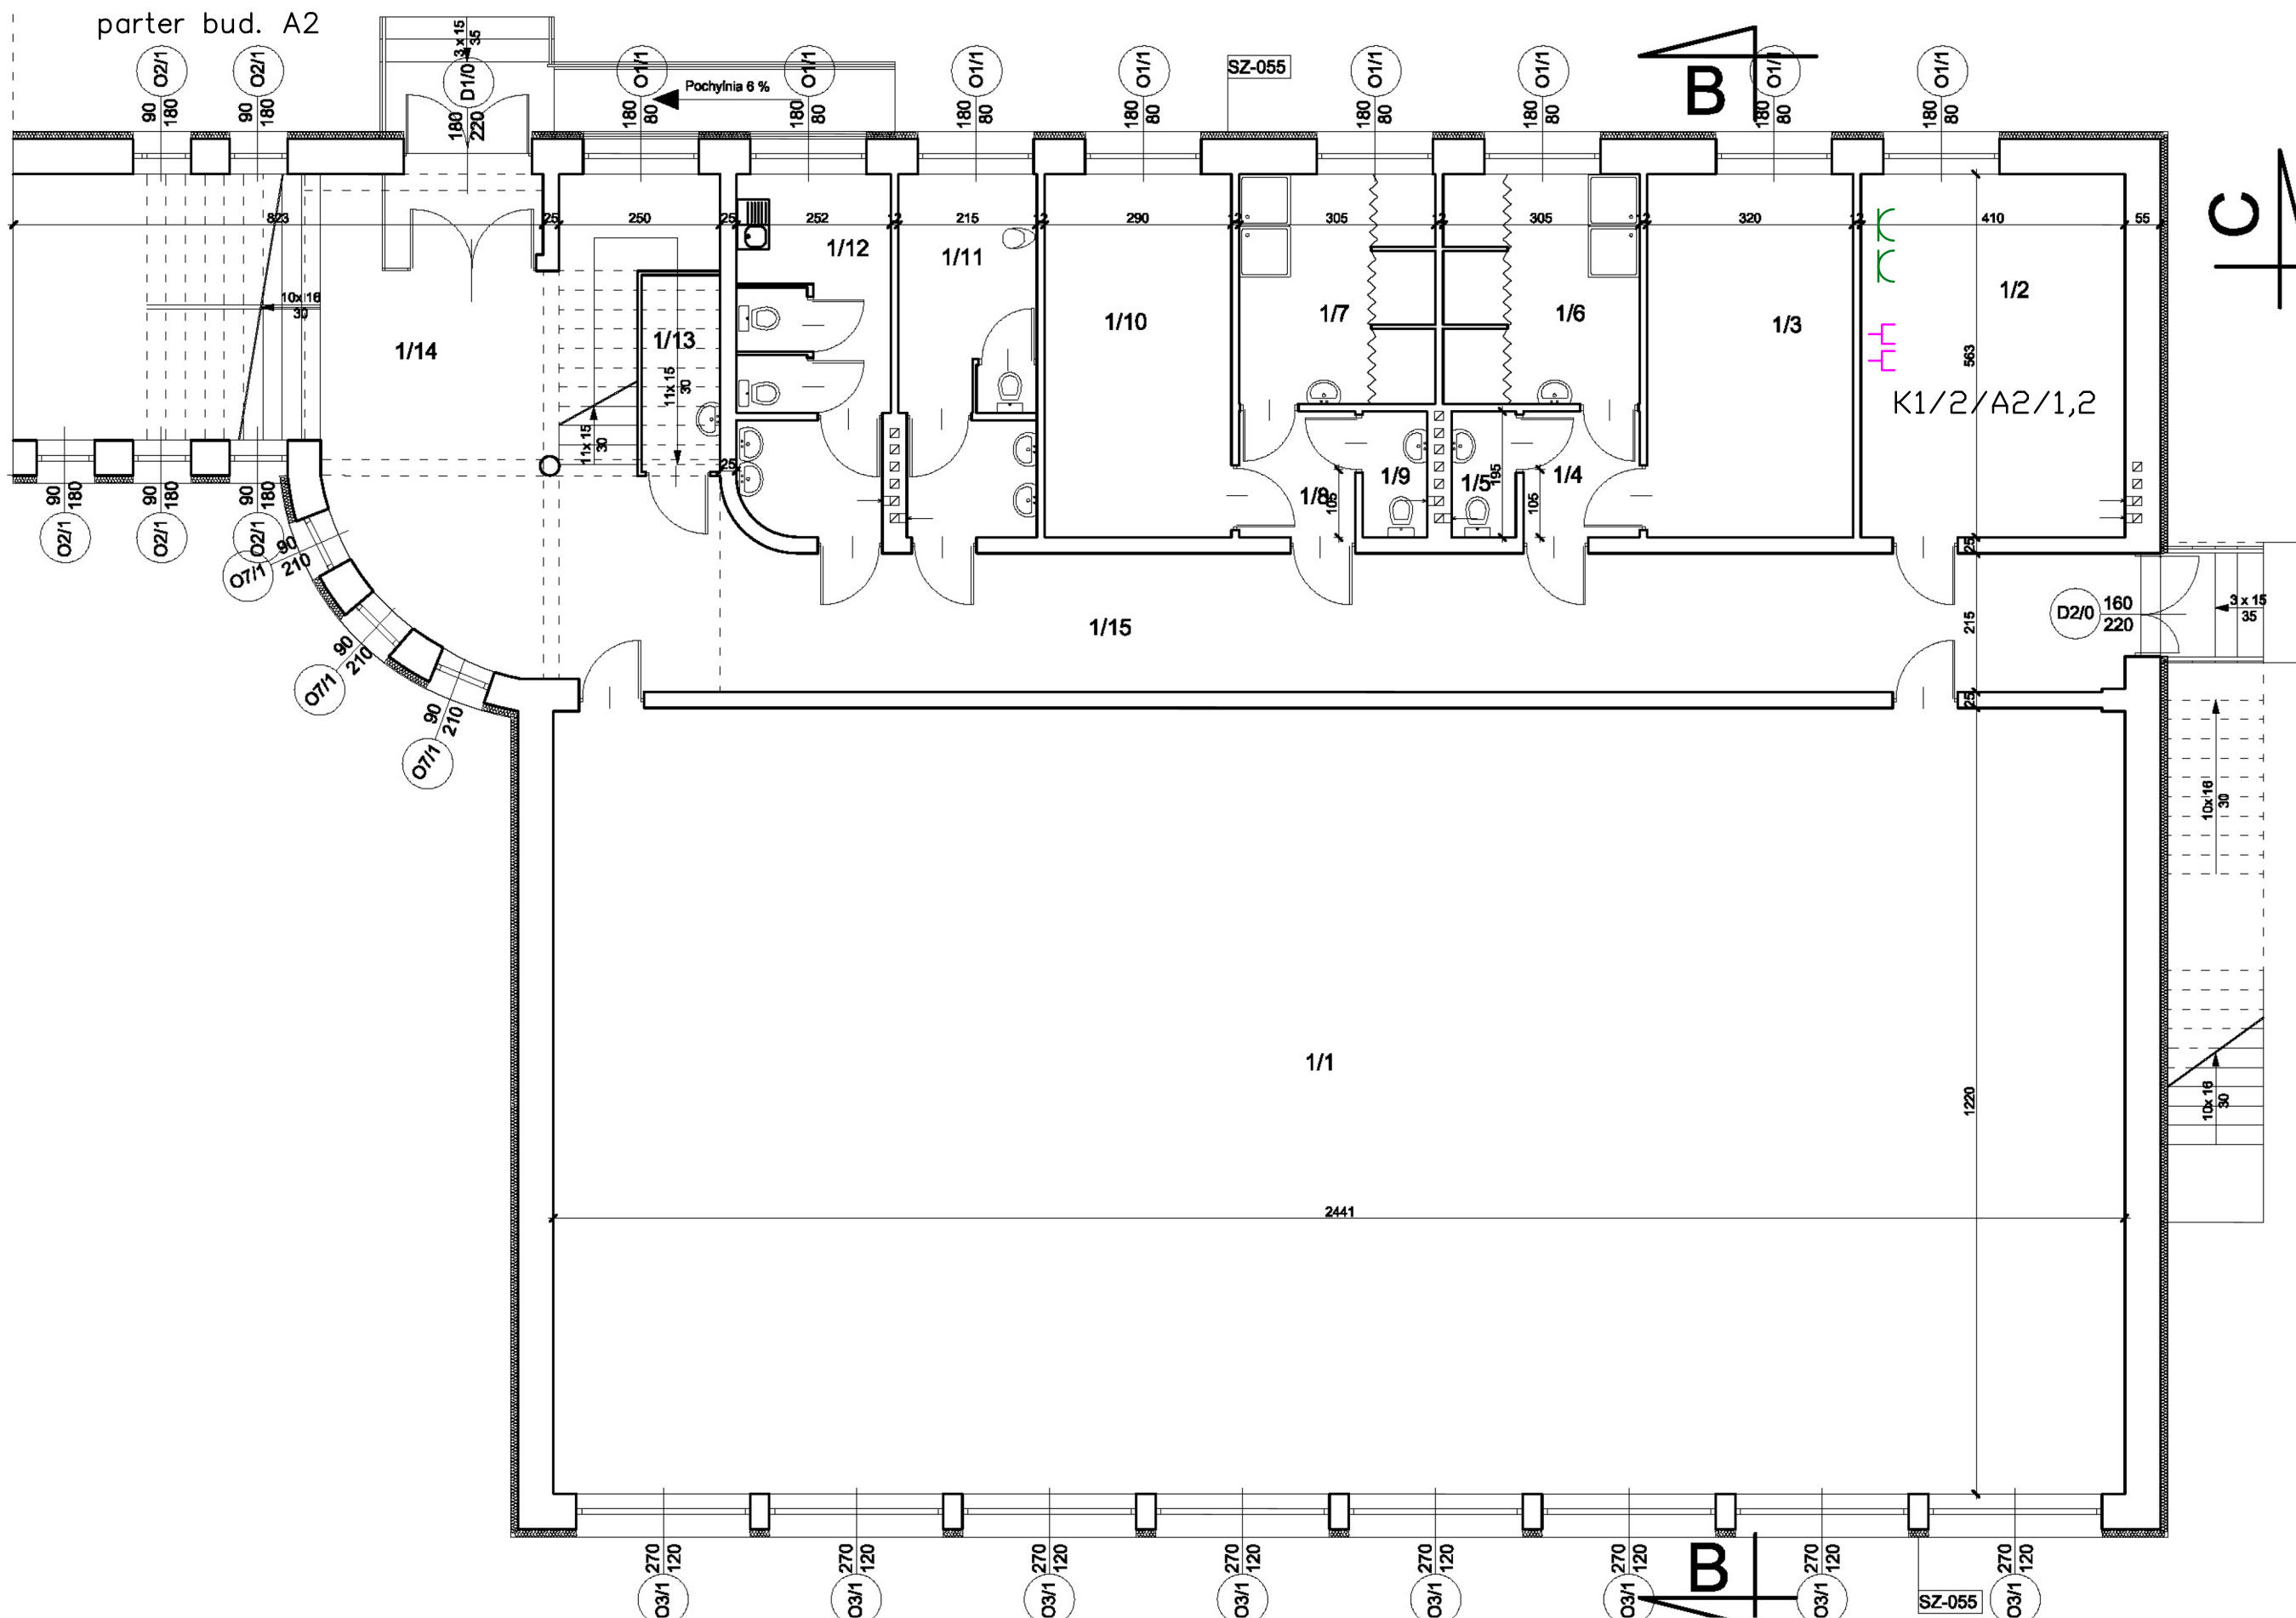 parter bud. A2
3 x 15
35
O2/1
90
180
O2/1
90
180
D1/0
180
220
O1/1
180
80
Pochylnia 6 %
O1/1
180
80
O1/1
180
80
O1/1
180
80
SZ-055
O1/1
180
80
O1/1
180
80
B
O1/1
180
80
O1/1
180
80
C
823
25
250
25
252
12
215
12
290
12
305
12
305
12
320
12
410
55
1/12
1/11
1/2
10x 16
30
1/7
1/6
1/10
1/3
1/13
1/14
563
11x 15
30
K1/2/A2/1,2
11x 15
30
25
195
1/9
1/5
1/4
1/8
105
105
90
180
O2/1
90
180
O2/1
90
180
O2/1
90
210
O7/1
90
210
O7/1
90
210
O7/1
25
1/15
215
D2/0
160
220
3 x 15
35
25
10x 16
30
1/1
1220
10x 16
30
2441
270
120
O3/1
270
120
O3/1
270
120
O3/1
270
120
O3/1
270
120
O3/1
270
120
O3/1
B
270
120
O3/1
SZ-055
270
120
O3/1